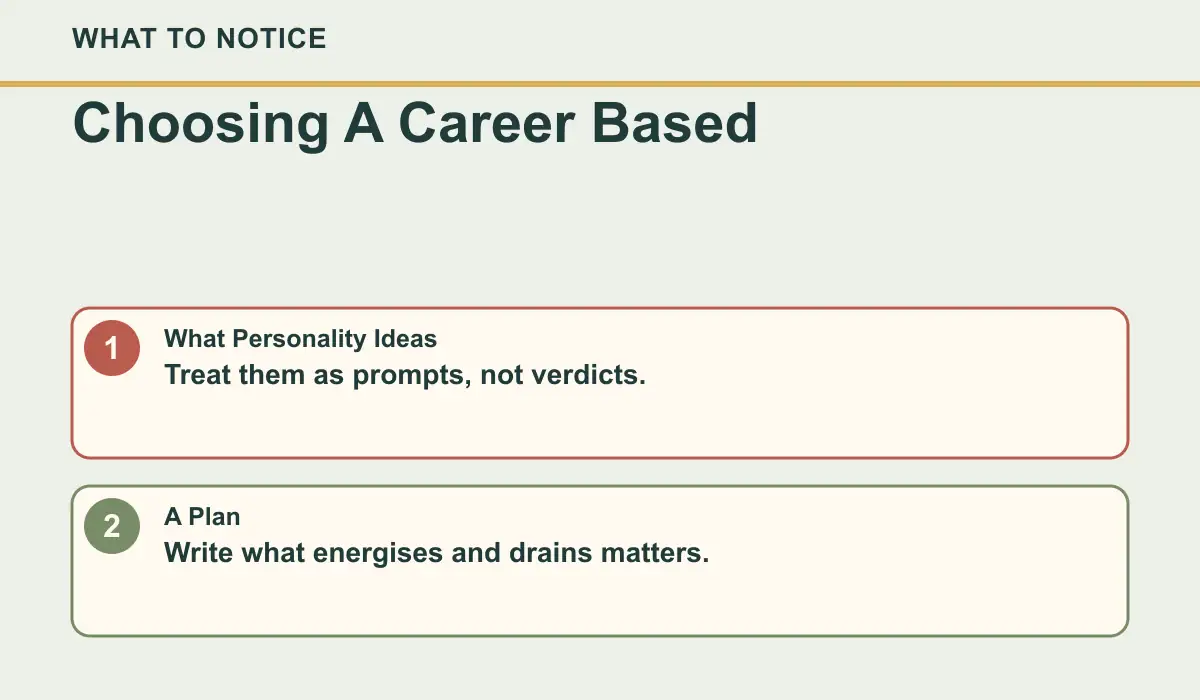 WHAT TO NOTICE
Choosing A Career Based
1
What Personality Ideas
Treat them as prompts, not verdicts.
2
A Plan
Write what energises and drains matters.